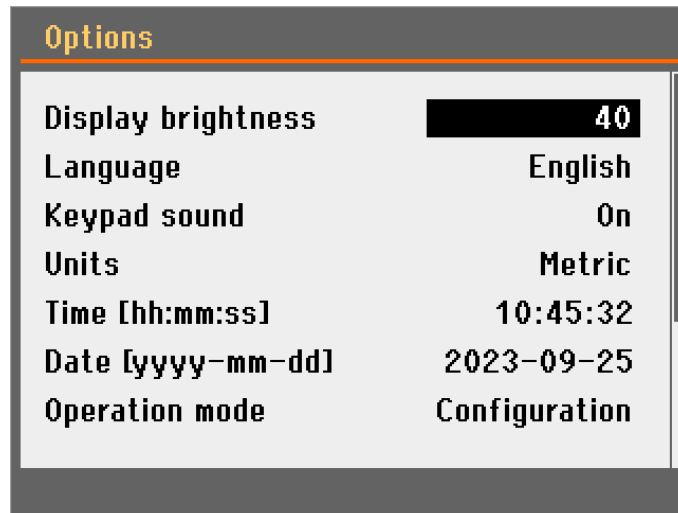 Options
Display brightness 40
Language English
Keypad sound On
Units Metric
Time [hh:mm:ss] 10:45:32
Date [yyyy-mm-dd] 2023-09-25
Operation mode Configuration